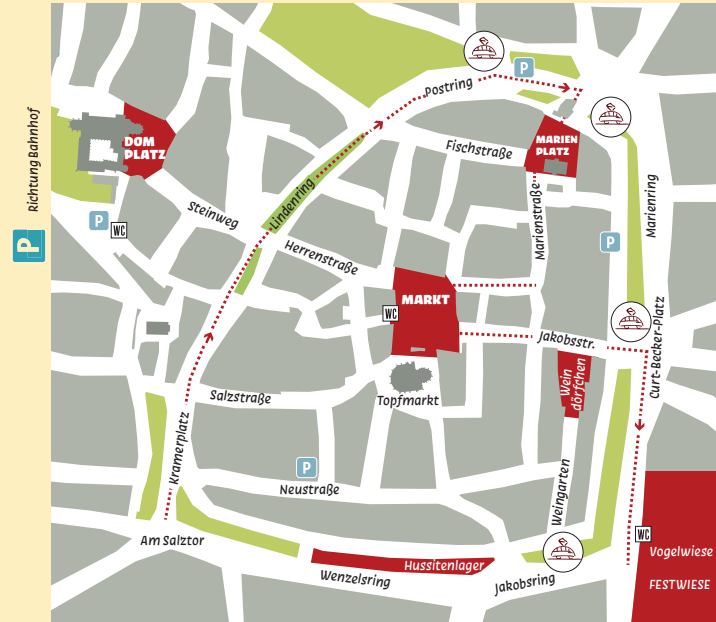 Richtung Bahnhof
P
Postring
P
DOM
PLATZ
MARIEN
PLATZ
Fischstraße
Lindenring
Steinweg
P
WC
Herrenstraße
Marienstraße
P
Marienring
MARKT
WC
Jakobsstr.
Curt-Becker-Platz
Wein
dörfchen
Topfmarkt
Salzstraße
Kramerplatz
P
Neustraße
Weingarten
Am Salztor
Hussitenlager
Wenzelsring
Jakobsring
WC
Vogelwiese
FESTWIESE